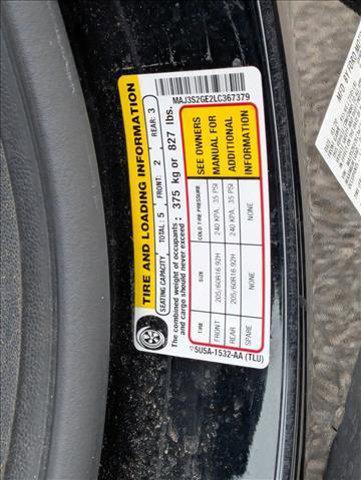 MAJ3S2GE2LC367379
TIRE AND LOADING INFORMATION
SEATING CAPACITY TOTAL: 5 FRONT: 2 REAR: 3
The combined weight of occupants and cargo should never exceed : 375 kg or 827 lbs.
TIRE SIZE COLD TIRE PRESSURE
FRONT 205/60R16 92H 240 KPA, 35 PSI
REAR 205/60R16 92H 240 KPA, 35 PSI
SPARE NONE NONE
SEE OWNERS
MANUAL FOR
ADDITIONAL
INFORMATION
5U5A-1532-AA (TLU)